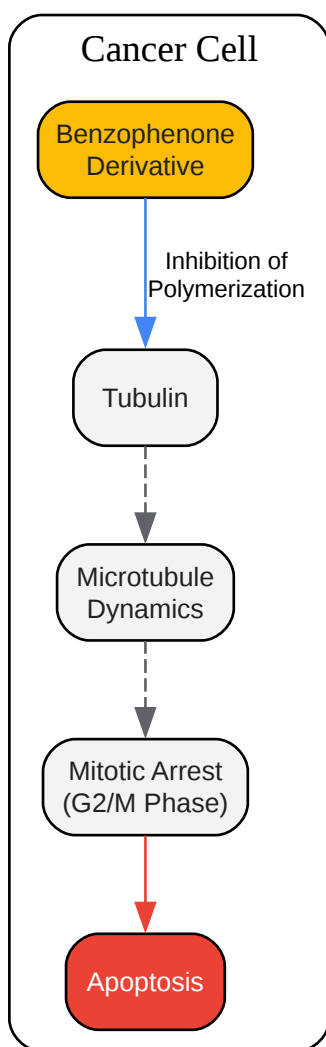 Cancer Cell
Benzophenone
Derivative
Inhibition of
Polymerization
Tubulin
Microtubule
Dynamics
Mitotic Arrest
(G2/M Phase)
Apoptosis